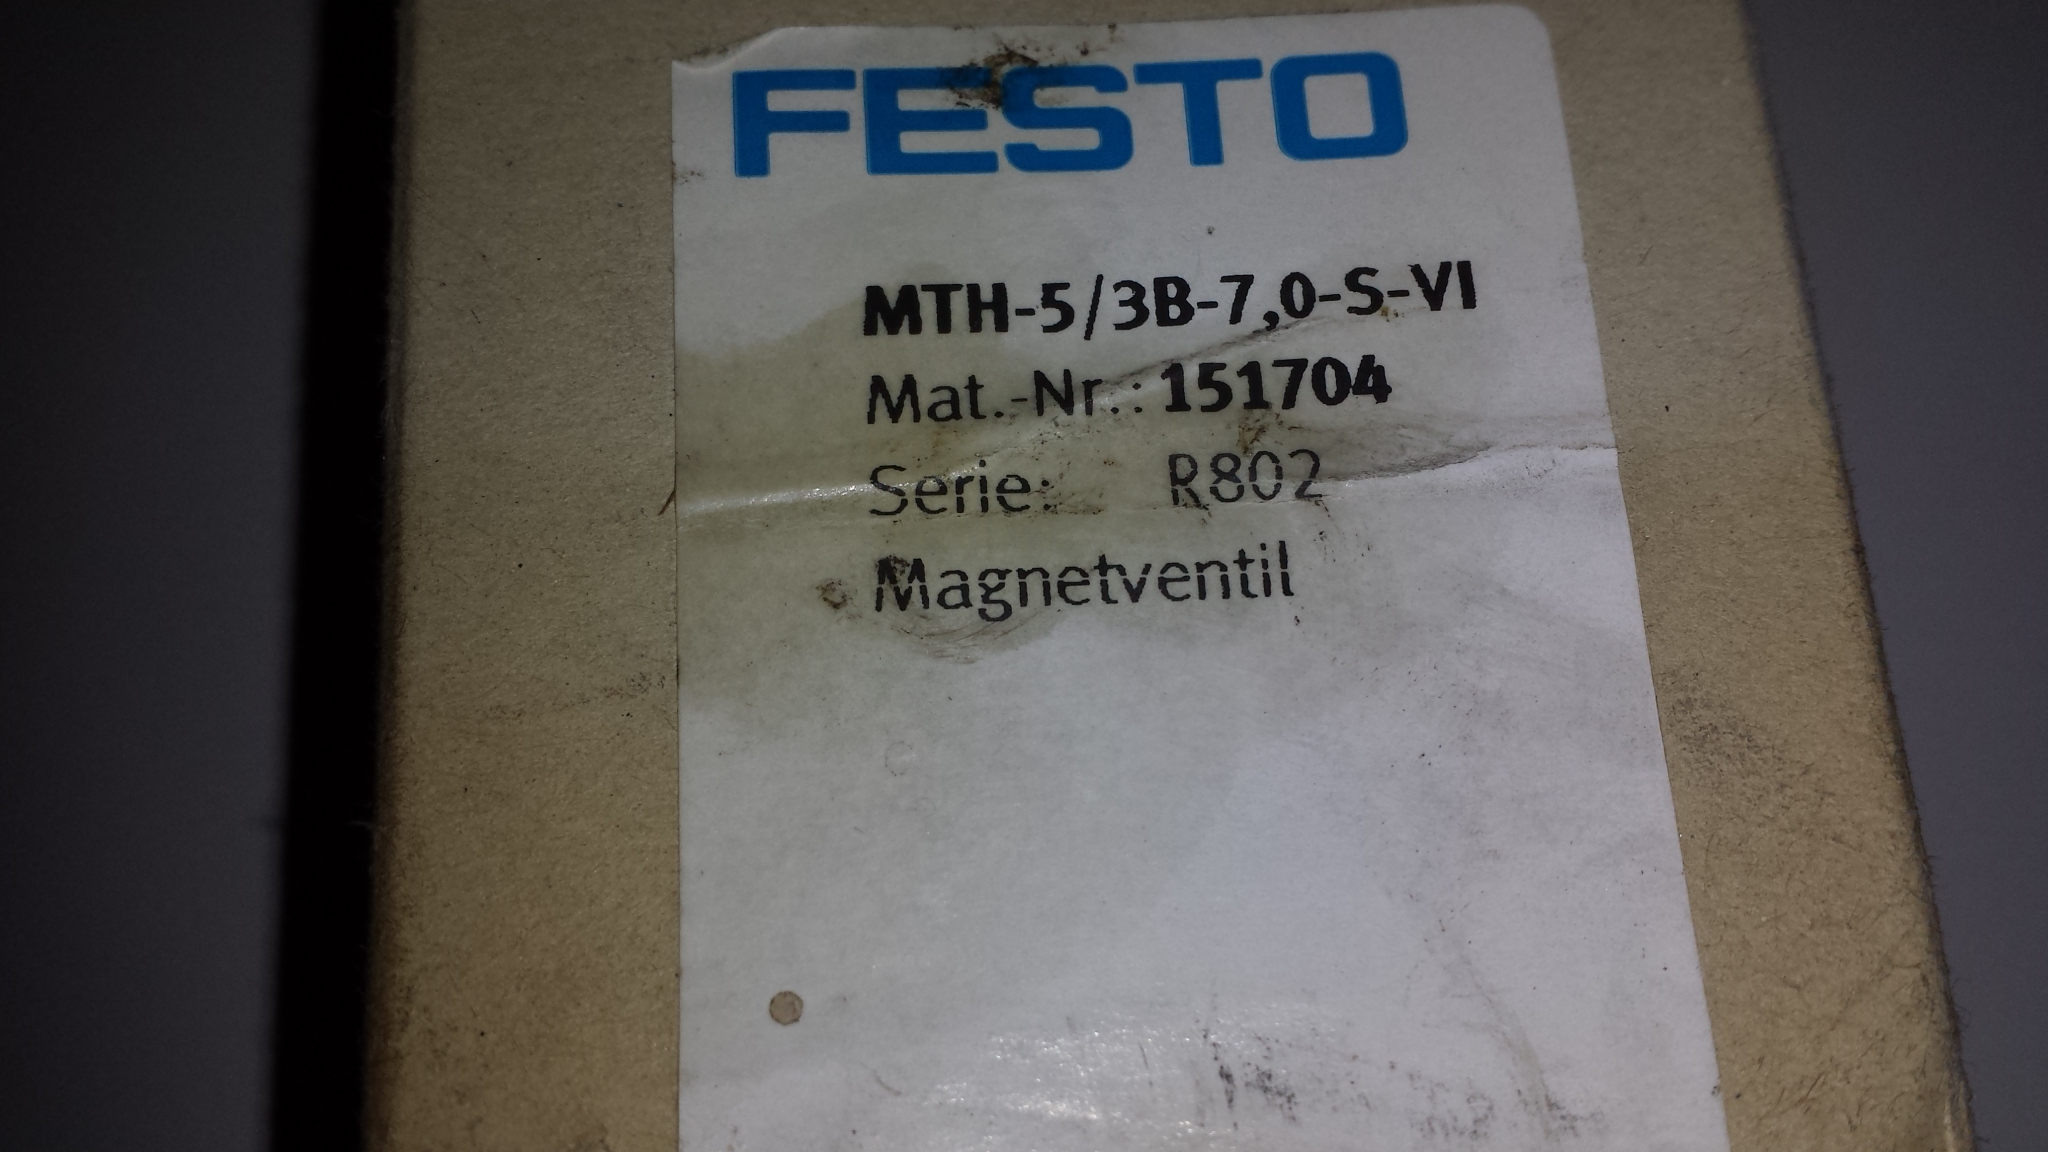 FESTO
MTH-5/3B-7,0-S-VI
Mat.-Nr.: 151704
Serie: R802
Magnetventil